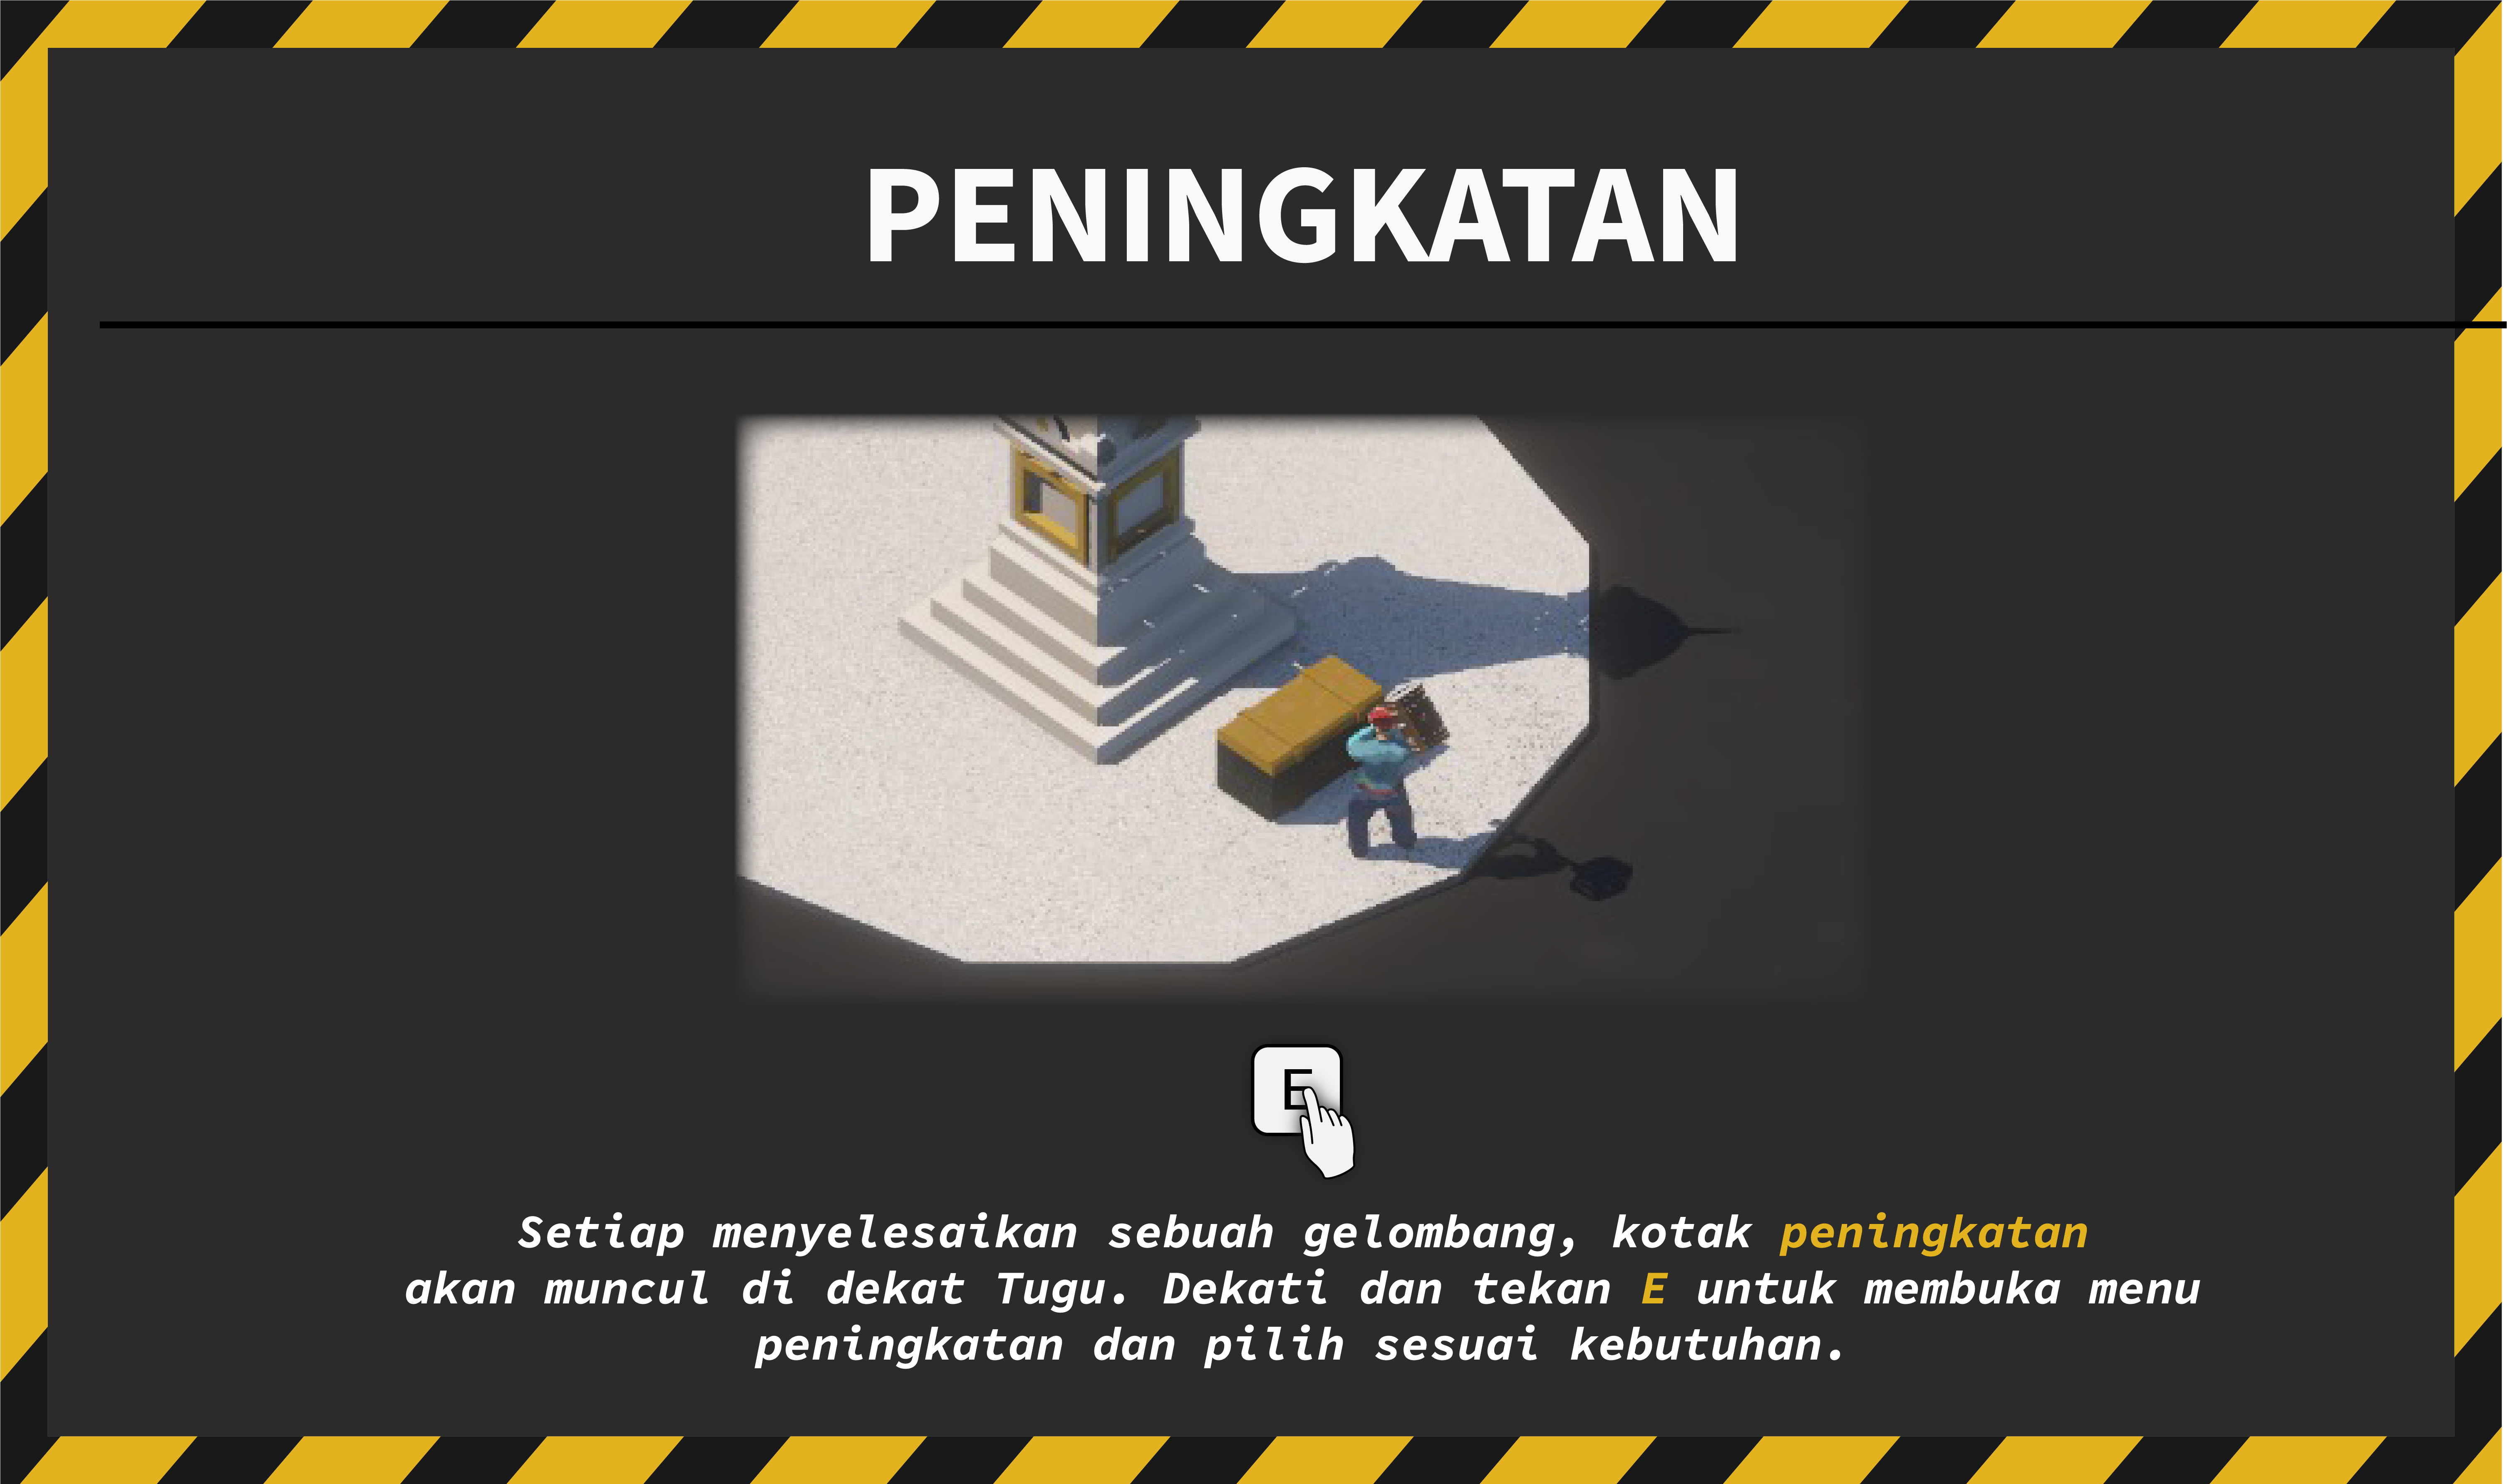 PENINGKATAN
E
Setiap menyelesaikan sebuah gelombang, kotak peningkatan
akan muncul di dekat Tugu. Dekati dan tekan E untuk membuka menu
peningkatan dan pilih sesuai kebutuhan.